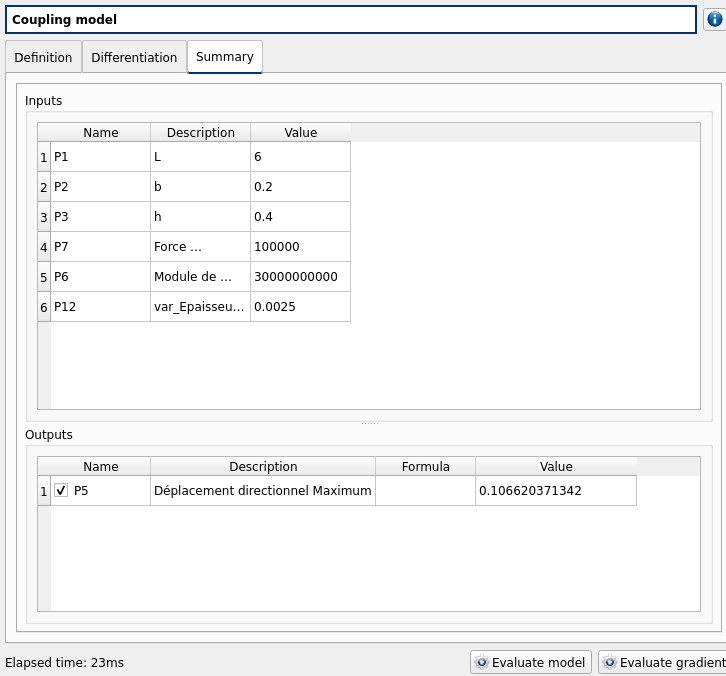 Coupling model
Definition Differentiation Summary
Inputs
Name Description Value
1 P1 L 6
2 P2 b 0.2
3 P3 h 0.4
4 P7 Force ... 100000
5 P6 Module de ... 30000000000
6 P12 var_Epaisseu... 0.0025
Outputs
Name Description Formula Value
1 P5 Déplacement directionnel Maximum 0.106620371342
Elapsed time: 23ms Evaluate model Evaluate gradient